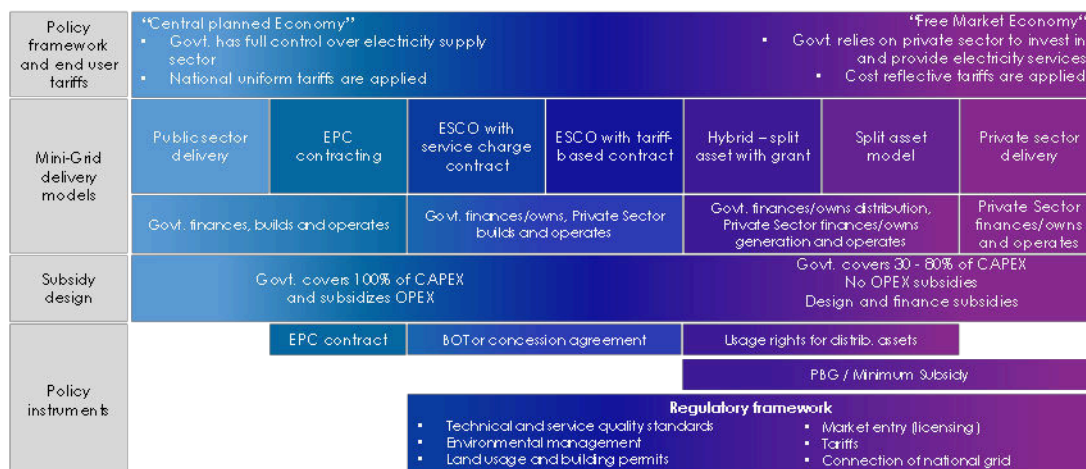 Policy
framework
and end user
tariffs
"Central planned Economy"
▪ Govt. has full control over electricity supply
sector
▪ National uniform tariffs are applied
"Free Market Economy"
▪ Govt. relies on private sector to invest in
and provide electricity services
▪ Cost reflective tariffs are applied
Mini-Grid
delivery
models
Public sector
delivery
EPC
contracting
ESCO with
service charge
contract
ESCO with tariff-
based contract
Hybrid – split
asset with grant
Split asset
model
Private sector
delivery
Govt. finances, builds and operates
Govt. finances/owns, Private Sector
builds and operates
Govt. finances/owns distribution,
Private Sector finances/owns
generation and operates
Private Sector
finances/owns
and operates
Subsidy
design
Govt. covers 100% of CAPEX
and subsidizes OPEX
Govt. covers 30 - 80% of CAPEX
No OPEX subsidies
Design and finance subsidies
Policy
instruments
EPC contract
BOT or concession agreement
Usage rights for distrib. assets
PBG / Minimum Subsidy
Regulatory framework
▪ Technical and service quality standards
▪ Environmental management
▪ Land usage and building permits
▪ Market entry (licensing)
▪ Tariffs
▪ Connection of national grid